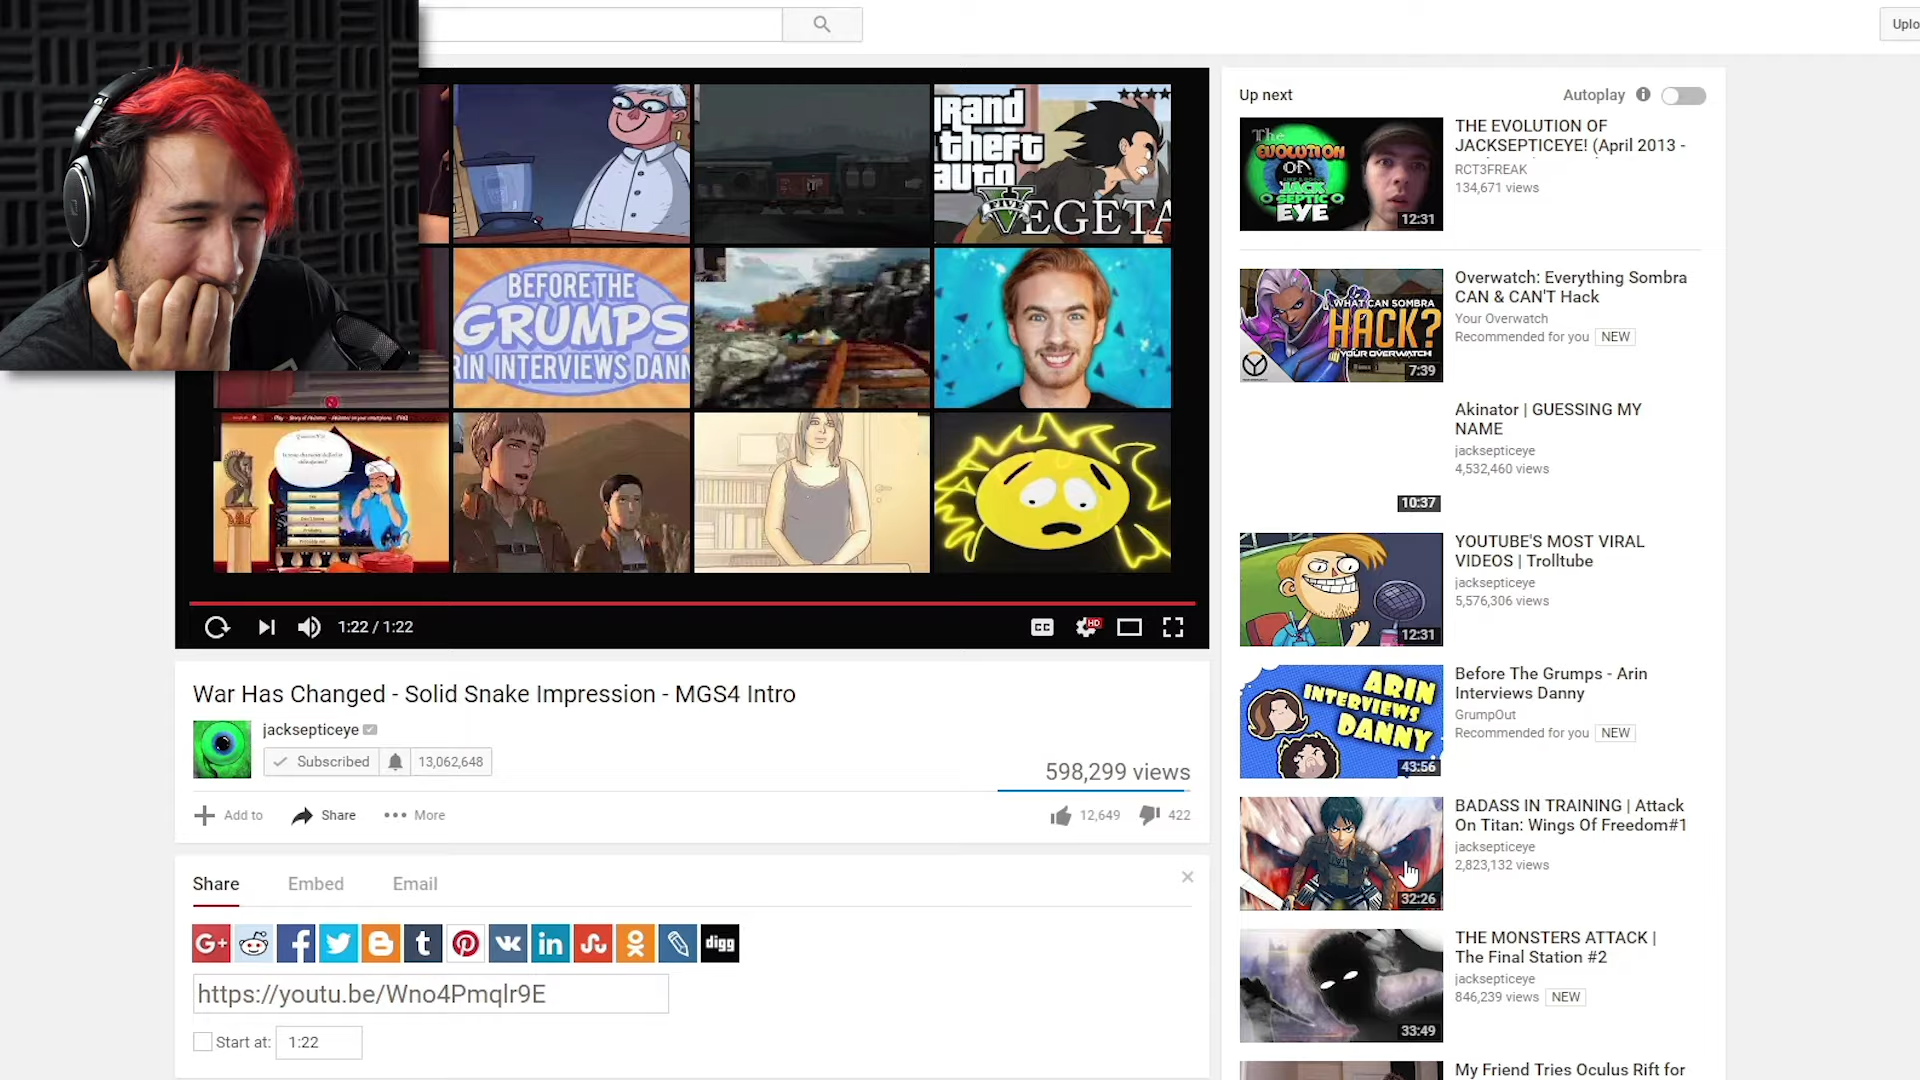 Uplo
Grand
theft
auto
V
FIVE
VEGETA
BEFORE THE
GRUMPS
RIN INTERVIEWS DANN
1:22 / 1:22
CC
HD
War Has Changed - Solid Snake Impression - MGS4 Intro
jacksepticeye
Subscribed
13,062,648
598,299 views
Add to
Share
More
12,649
422
Share
Embed
Email
G+
f
B
t
in
digg
https://youtu.be/Wno4Pmqlr9E
Start at:
1:22
Up next
Autoplay
The
EVOLUTION
OF
JACK
SEPTIC
EYE
12:31
THE EVOLUTION OF
JACKSEPTICEYE! (April 2013 -
RCT3FREAK
134,671 views
WHAT CAN SOMBRA
HACK?
YOUR OVERWATCH
7:39
Overwatch: Everything Sombra
CAN & CAN'T Hack
Your Overwatch
Recommended for you
NEW
10:37
Akinator | GUESSING MY
NAME
jacksepticeye
4,532,460 views
12:31
YOUTUBE'S MOST VIRAL
VIDEOS | Trolltube
jacksepticeye
5,576,306 views
ARIN
INTERVIEWS
DANNY
43:56
Before The Grumps - Arin
Interviews Danny
GrumpOut
Recommended for you
NEW
32:26
BADASS IN TRAINING | Attack
On Titan: Wings Of Freedom#1
jacksepticeye
2,823,132 views
33:49
THE MONSTERS ATTACK |
The Final Station #2
jacksepticeye
846,239 views
NEW
My Friend Tries Oculus Rift for